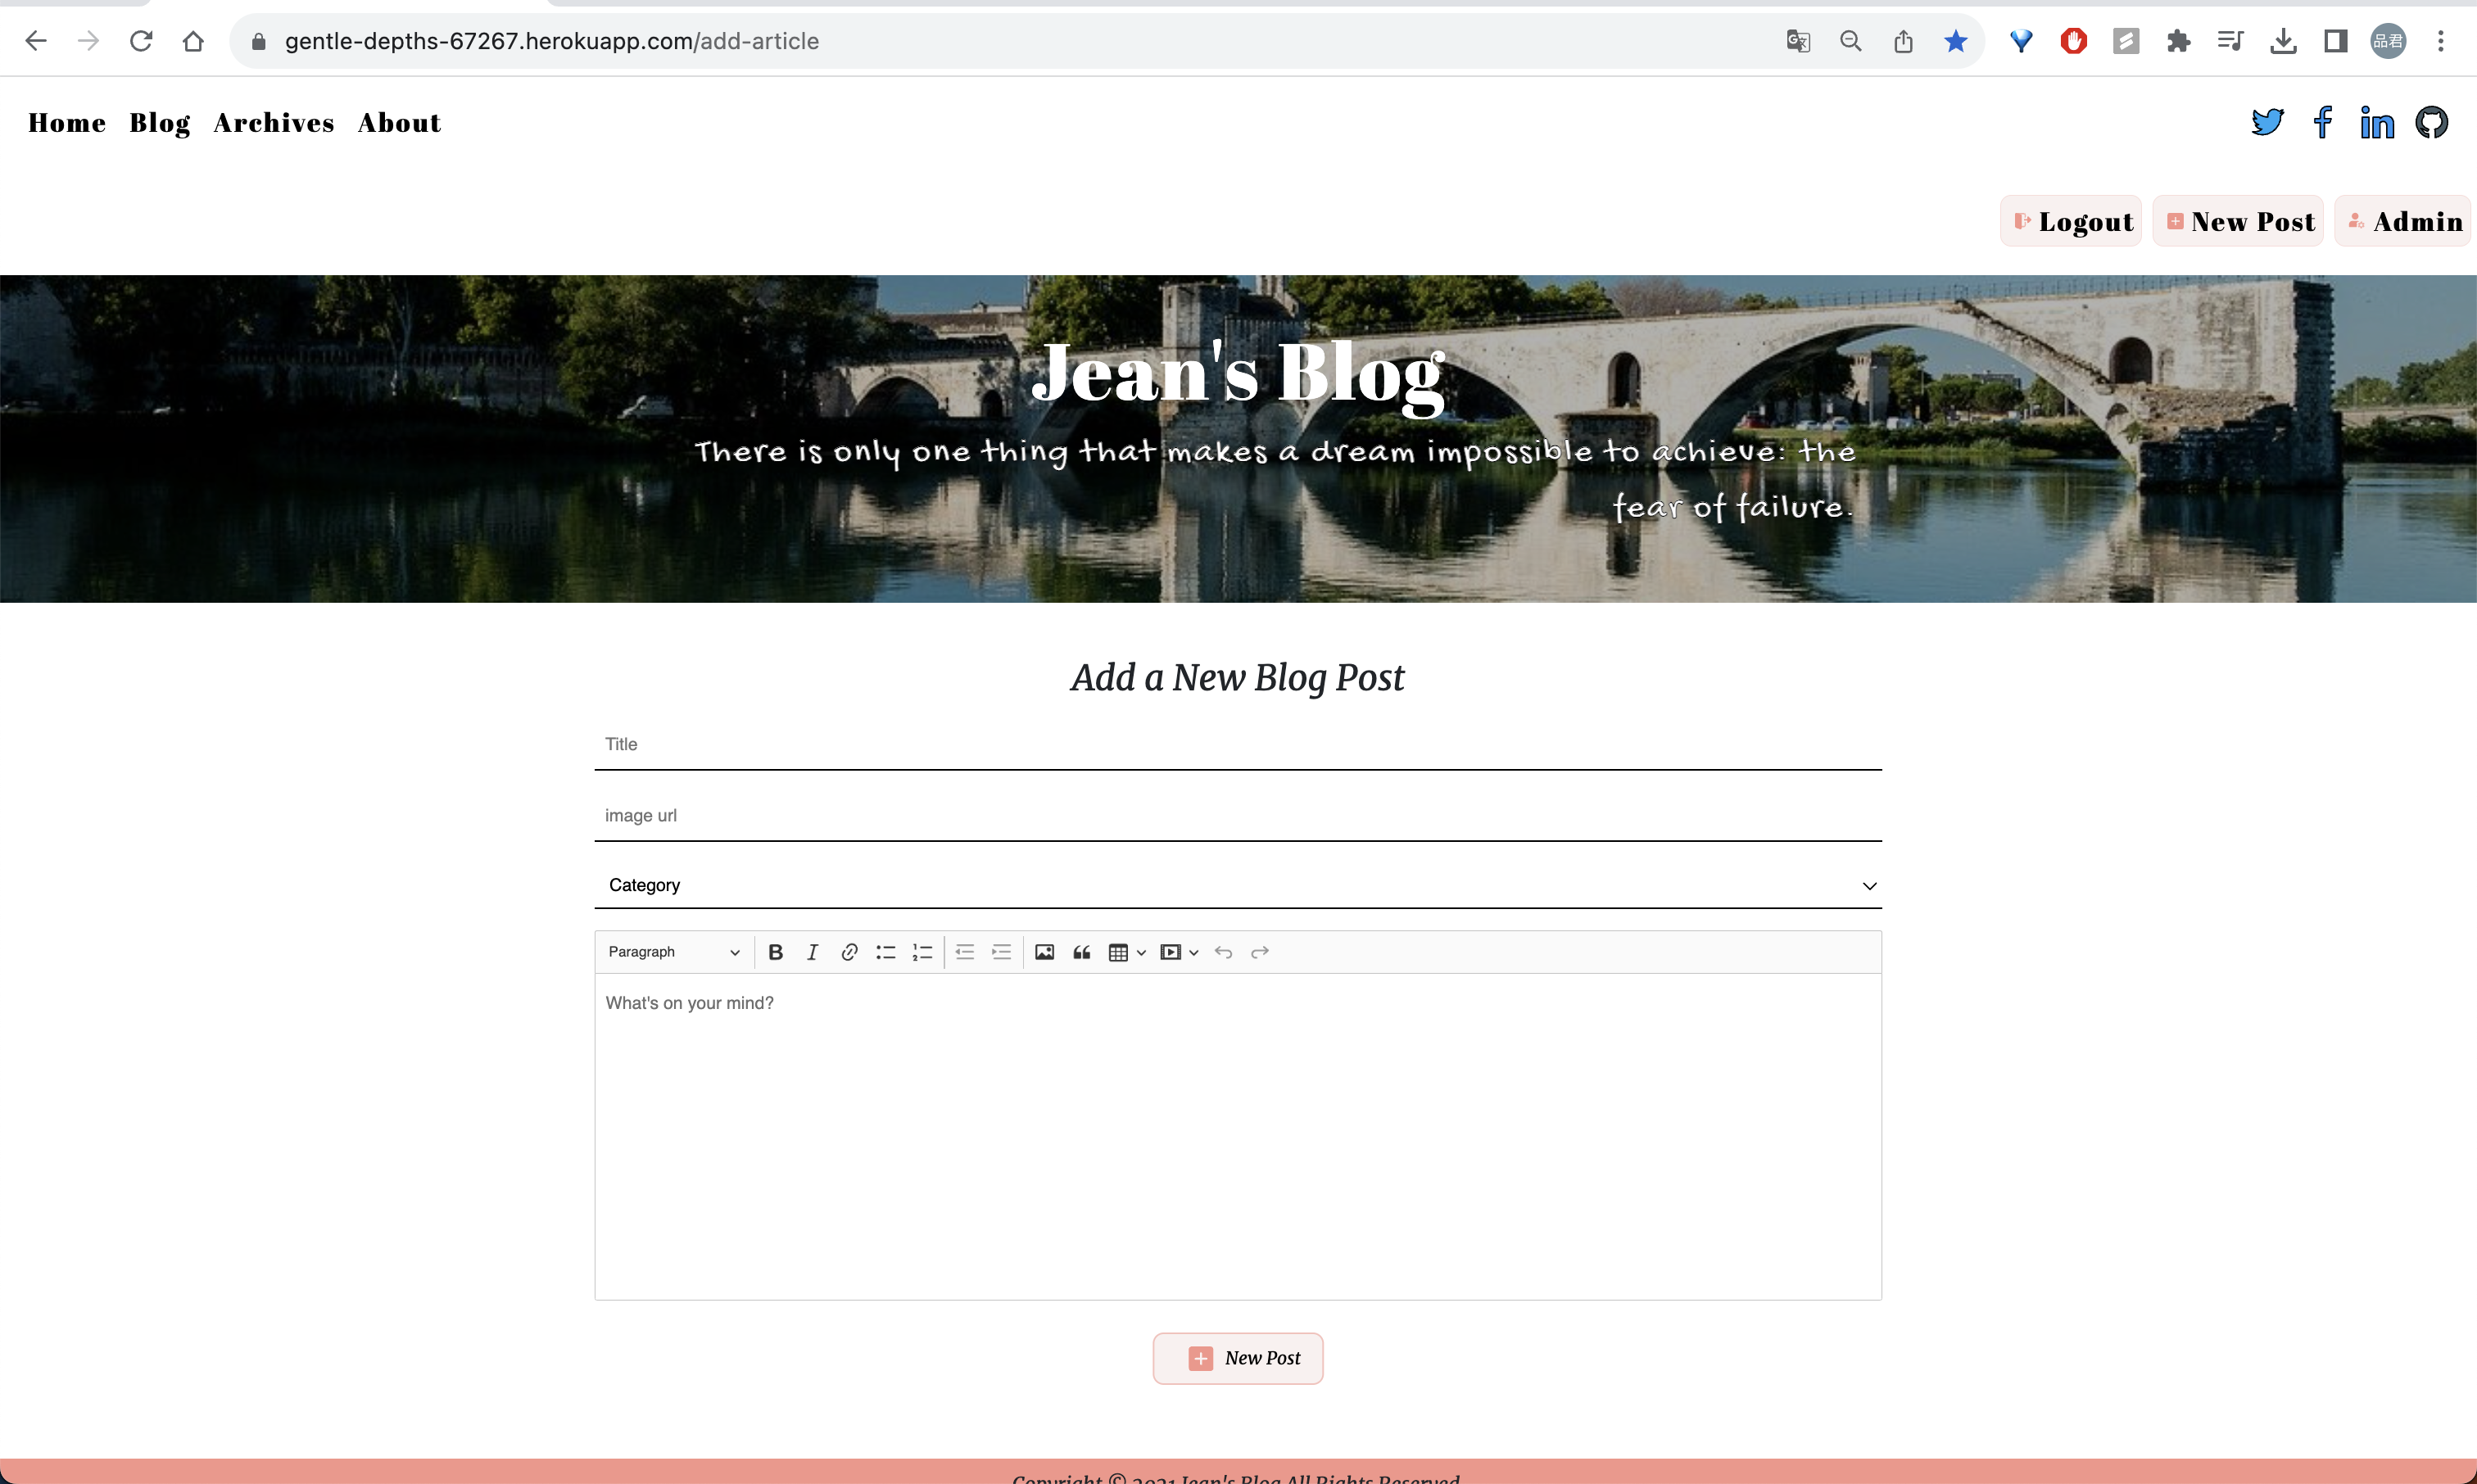 gentle-depths-67267.herokuapp.com/add-article
品君
Home Blog Archives About
Logout New Post Admin
Jean's Blog
There is only one thing that makes a dream impossible to achieve: the
fear of failure.
Add a New Blog Post
Title
image url
Category
Paragraph
What's on your mind?
New Post
Copyright © 2021 Jean's Blog All Rights Reserved.